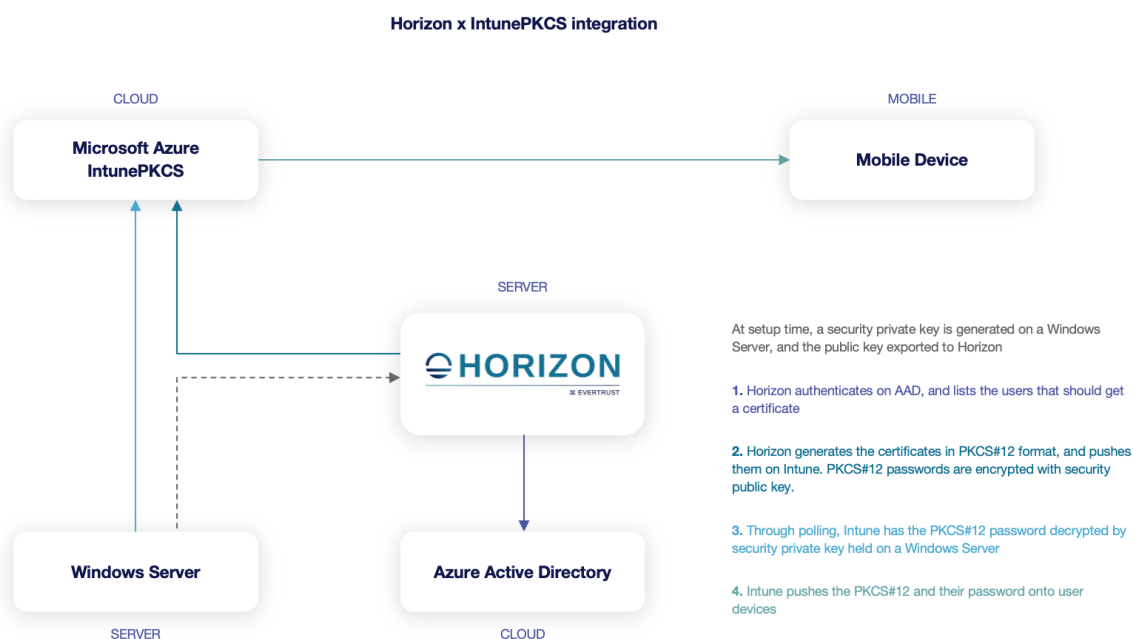 Horizon x IntunePKCS integration
CLOUD
MOBILE
Microsoft Azure
IntunePKCS
Mobile Device
SERVER
HORIZON
EVERTRUST
At setup time, a security private key is generated on a Windows
Server, and the public key exported to Horizon
1. Horizon authenticates on AAD, and lists the users that should get
a certificate
2. Horizon generates the certificates in PKCS#12 format, and pushes
them on Intune. PKCS#12 passwords are encrypted with security
public key.
3. Through polling, Intune has the PKCS#12 password decrypted by
security private key held on a Windows Server
4. Intune pushes the PKCS#12 and their password onto user
devices
Windows Server
Azure Active Directory
SERVER
CLOUD